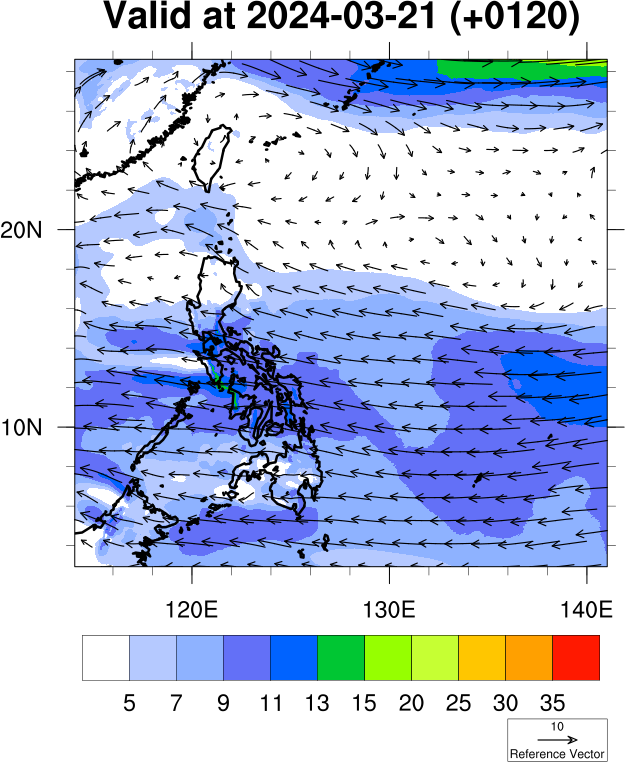 Valid at 2024-03-21 (+0120)
20N
10N
120E 130E 140E
5 7 9 11 13 15 20 25 30 35
10
Reference Vector